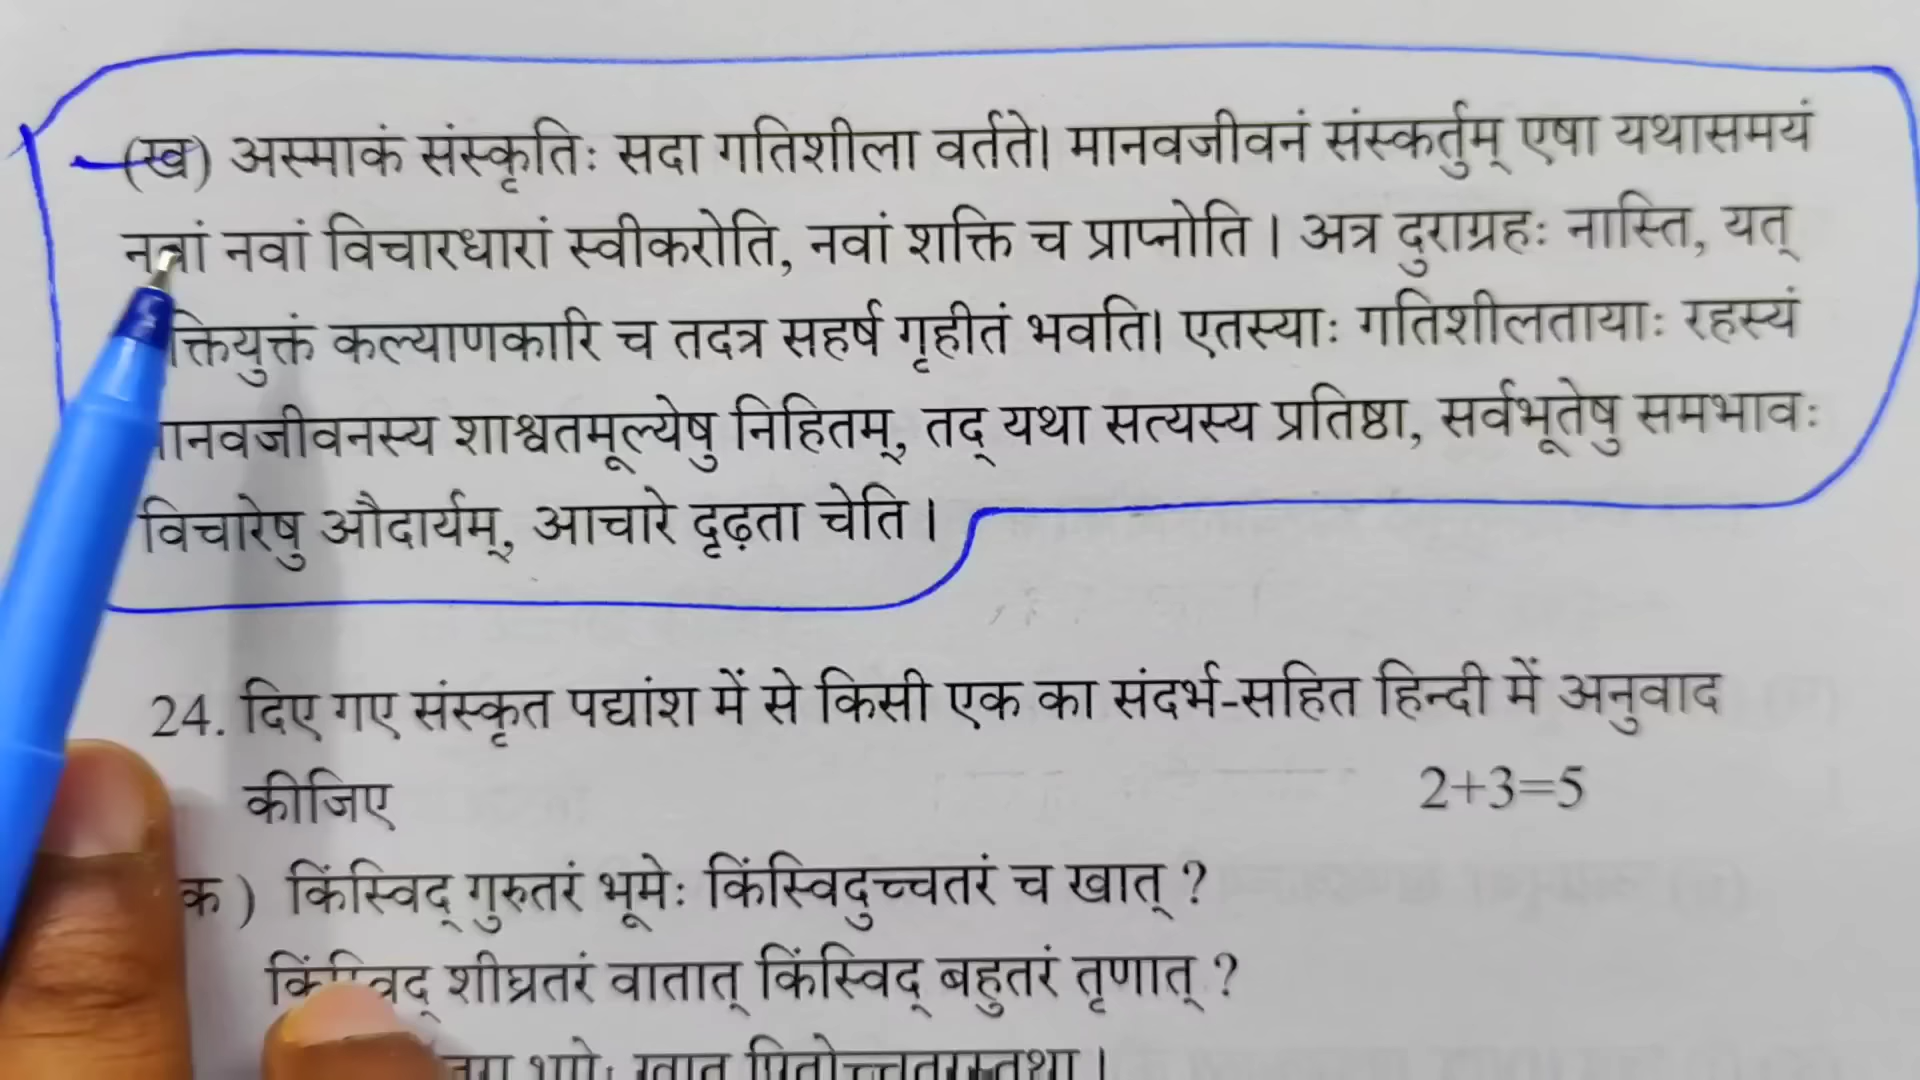 (ख) अस्माकं संस्कृतिः सदा गतिशीला वर्तते। मानवजीवनं संस्कर्तुम् एषा यथासमयं
नवां नवां विचारधारां स्वीकरोति, नवां शक्ति च प्राप्नोति । अत्र दुराग्रहः नास्ति, यत्
कल्याणकारि च तदत्र सहर्ष गृहीतं भवति। एतस्याः गतिशीलतायाः रहस्यं
शाश्वतमूल्येषु निहितम्, तद् यथा सत्यस्य प्रतिष्ठा, सर्वभूतेषु समभावः
विचारेषु औदार्यम्, आचारे दृढ़ता चेति ।
24. दिए गए संस्कृत पद्यांश में से किसी एक का संदर्भ-सहित हिन्दी में अनुवाद
कीजिए 2+3=5
क ) किंस्विद् गुरुतरं भूमेः किंस्विदुच्चतरं च खात् ?
किंस्विद् शीघ्रतरं वातात् किंस्विद् बहुतरं तृणात् ?